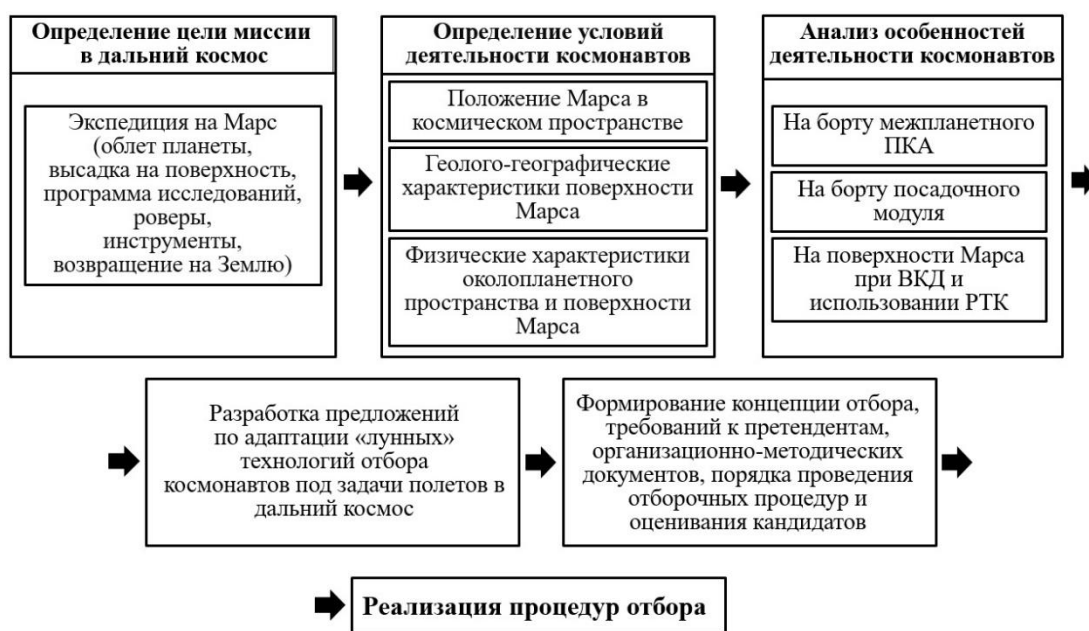 Определение цели миссии
в дальний космос
Экспедиция на Марс
(облет планеты,
высадка на поверхность,
программа исследований,
роверы,
инструменты,
возвращение на Землю)
Определение условий
деятельности космонавтов
Положение Марса в
космическом пространстве
Геолого-географические
характеристики поверхности
Марса
Физические характеристики
околопланетного
пространства и поверхности
Марса
Анализ особенностей
деятельности космонавтов
На борту межпланетного
ПКА
На борту посадочного
модуля
На поверхности Марса
при ВКД и
использовании РТК
Разработка предложений
по адаптации «лунных»
технологий отбора
космонавтов под задачи полетов в
дальний космос
Формирование концепции отбора,
требований к претендентам,
организационно-методических
документов, порядка проведения
отборочных процедур и
оценивания кандидатов
Реализация процедур отбора